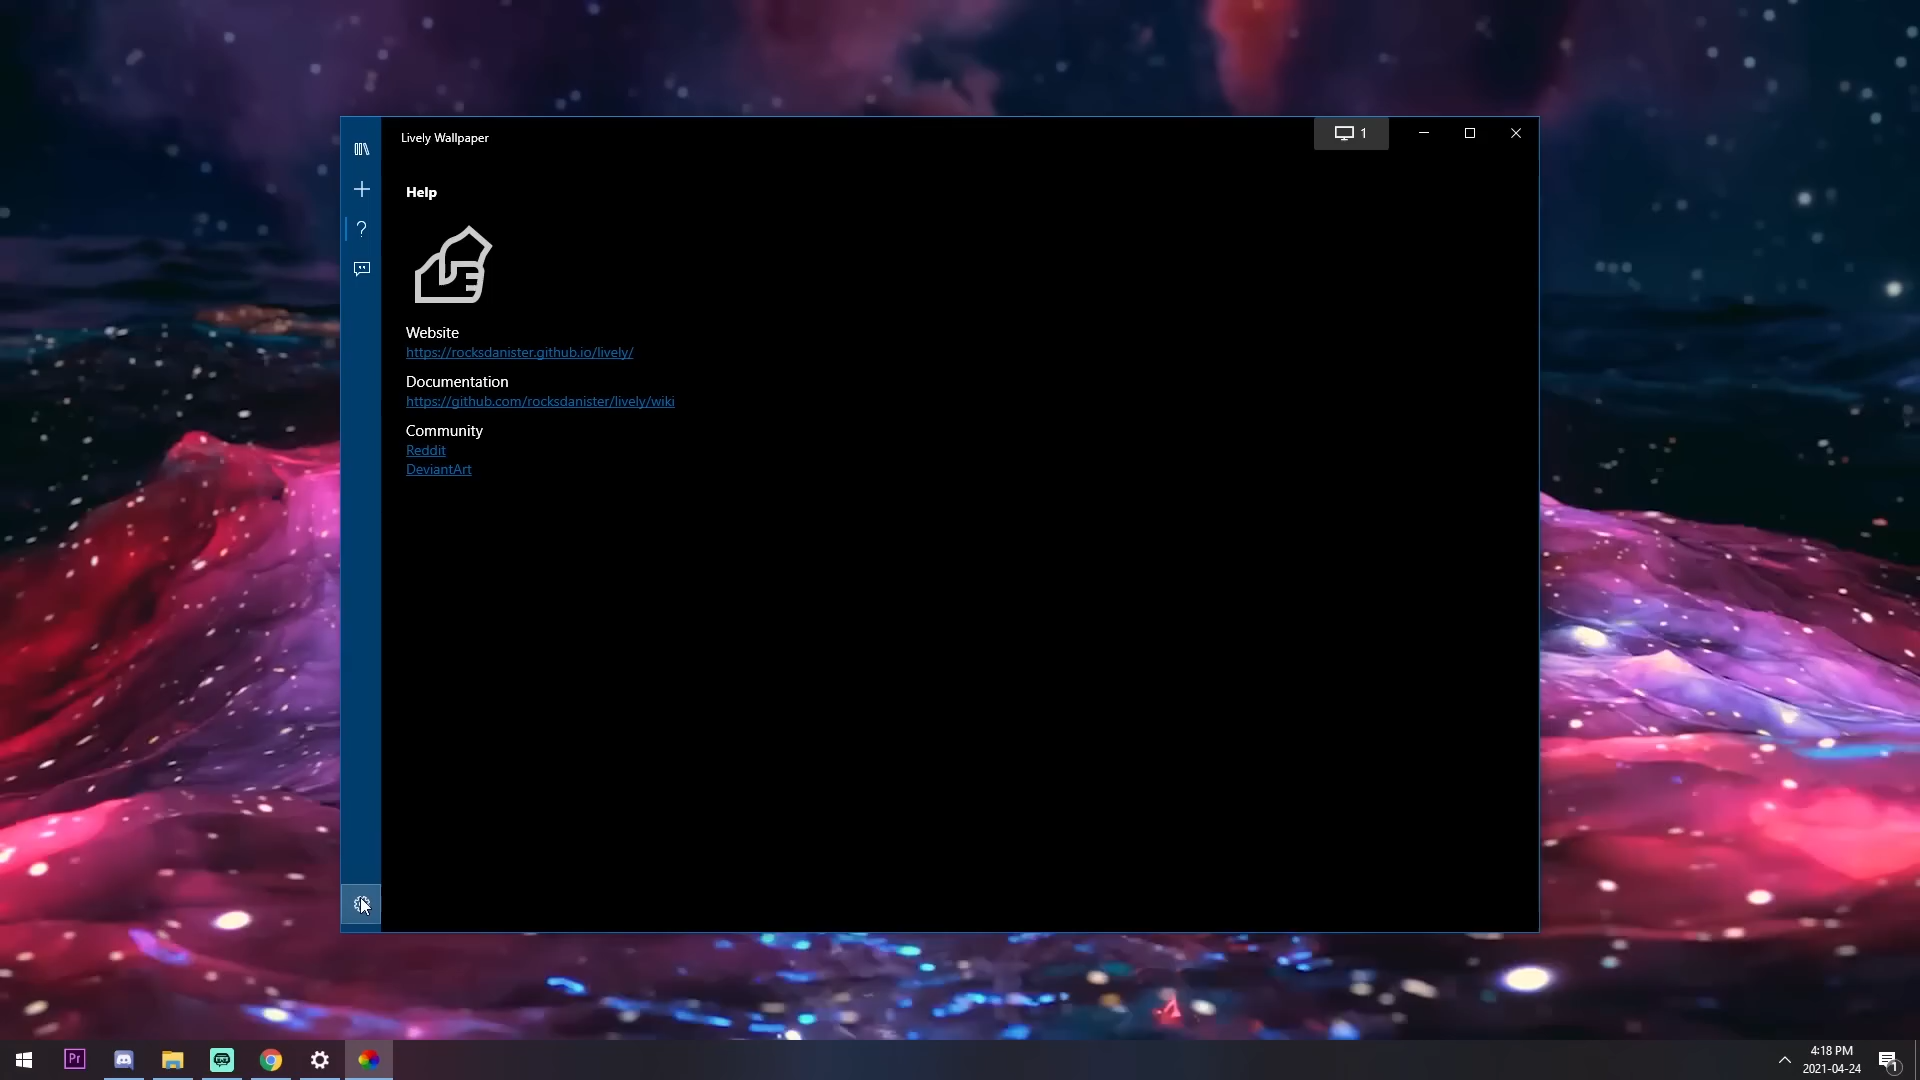 Lively Wallpaper
1
Help
Website
https://rocksdanister.github.io/lively/
Documentation
https://github.com/rocksdanister/lively/wiki
Community
Reddit
DeviantArt
Pr
4:18 PM
2021-04-24
1